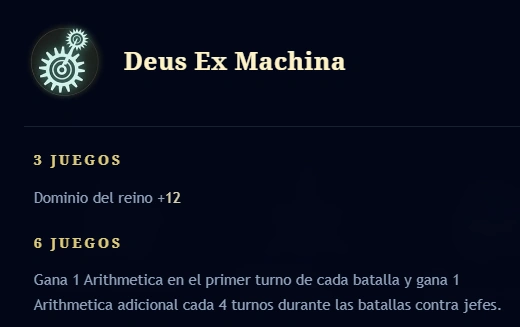 Deus Ex Machina
3 JUEGOS
Dominio del reino +12
6 JUEGOS
Gana 1 Arithmetica en el primer turno de cada batalla y gana 1
Arithmetica adicional cada 4 turnos durante las batallas contra jefes.